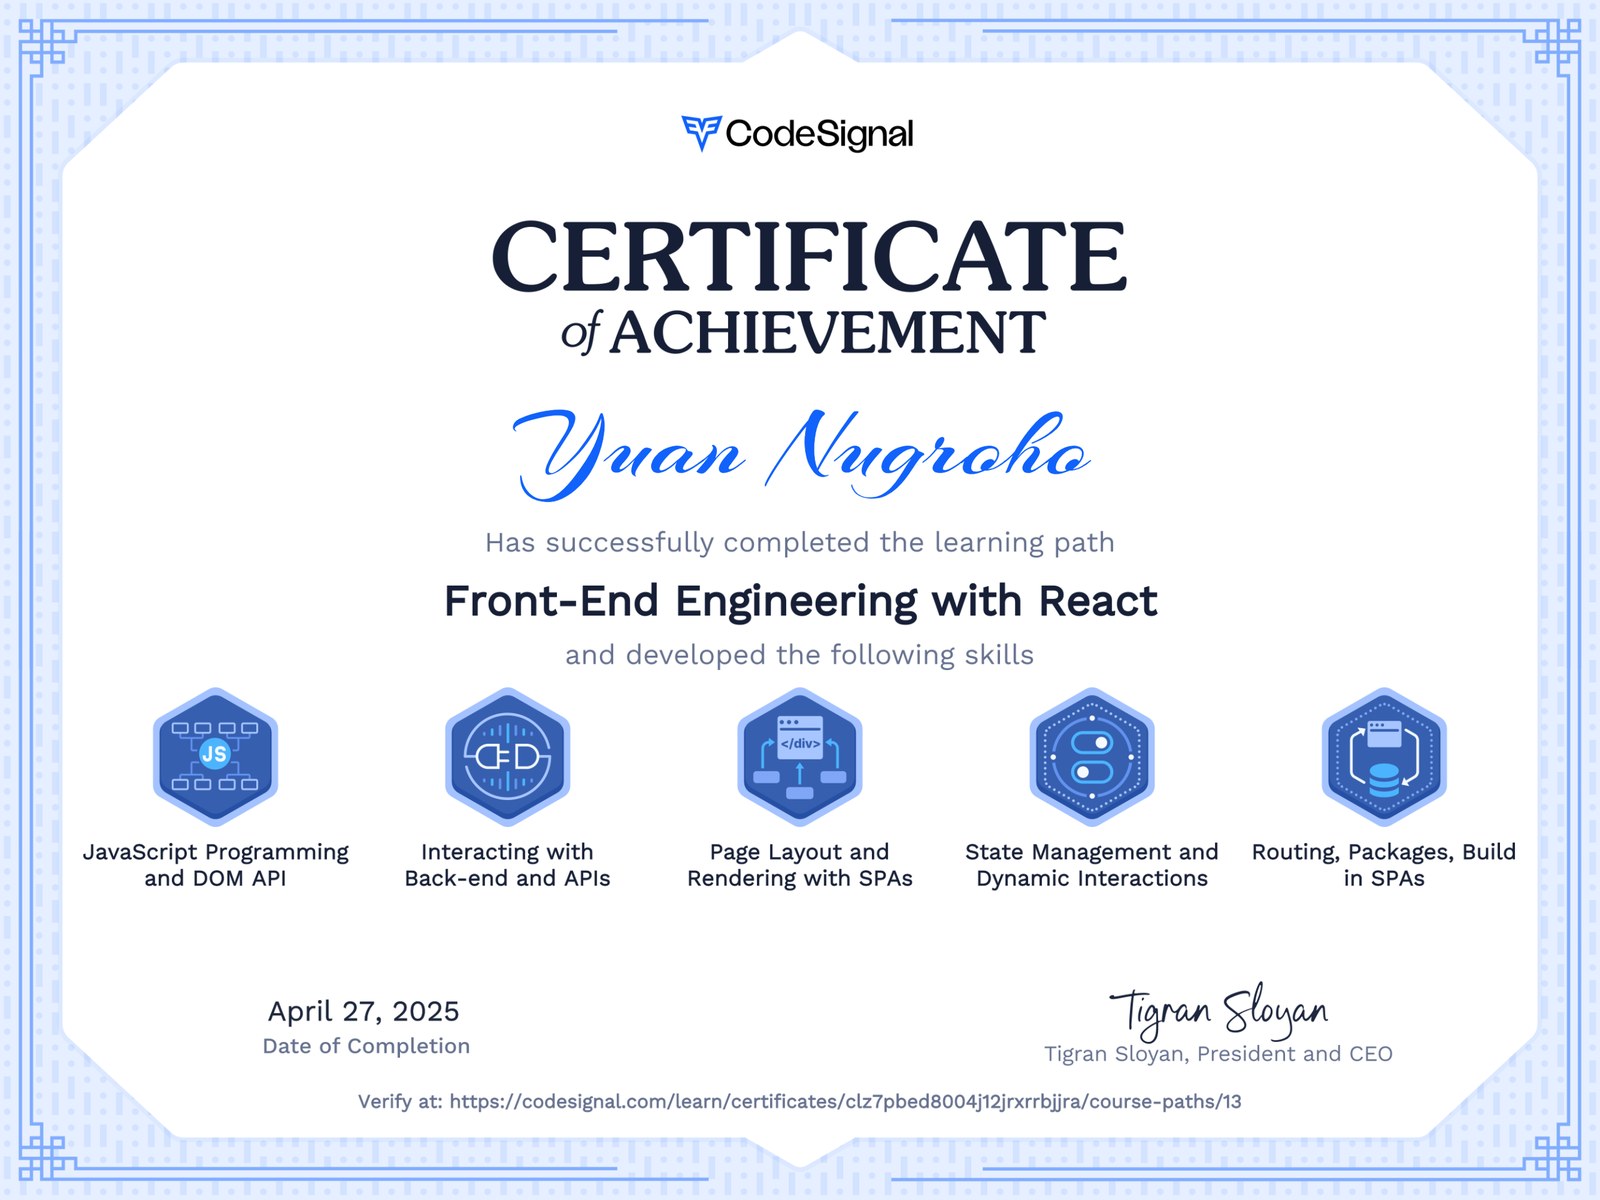 CodeSignal
CERTIFICATE
of ACHIEVEMENT
Yuan Nugroho
Has successfully completed the learning path
Front-End Engineering with React
and developed the following skills
JS
</div>
JavaScript Programming
and DOM API
Interacting with
Back-end and APIs
Page Layout and
Rendering with SPAs
State Management and
Dynamic Interactions
Routing, Packages, Build
in SPAs
April 27, 2025
Date of Completion
Tigran Sloyan
Tigran Sloyan, President and CEO
Verify at: https://codesignal.com/learn/certificates/clz7pbed8004j12jrxrrbjjra/course-paths/13